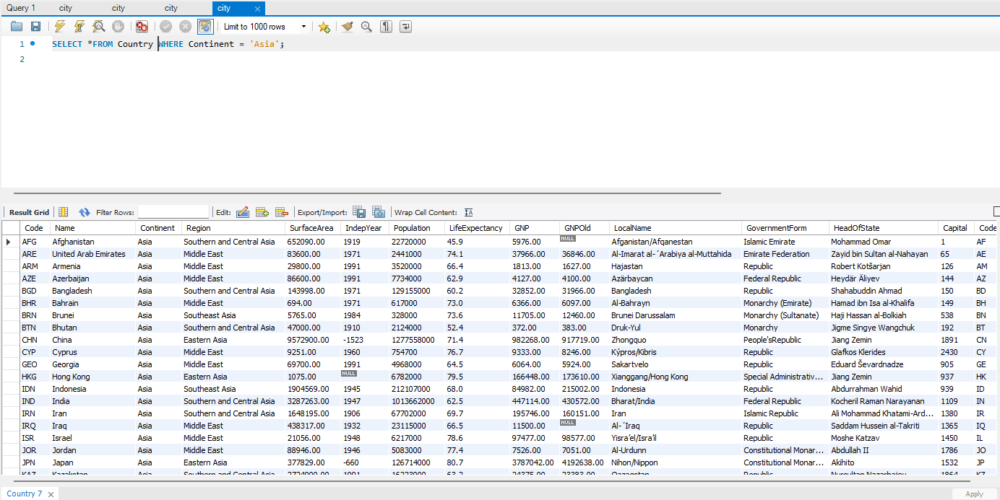 Query 1 city city city city
Limit to 1000 rows
1 SELECT *FROM Country WHERE Continent = 'Asia';
2
Result Grid Filter Rows: Edit: Export/Import: Wrap Cell Content:
Code Name Continent Region SurfaceArea IndepYear Population LifeExpectancy GNP GNPOld LocalName GovernmentForm HeadOfState Capital Code
AFG Afghanistan Asia Southern and Central Asia 652090.00 1919 22720000 45.9 5976.00 NULL Afganistan/Afqanestan Islamic Emirate Mohammad Omar 1 AF
ARE United Arab Emirates Asia Middle East 83600.00 1971 2441000 74.1 37966.00 36846.00 Al-Imarat al-´Arabiya al-Muttahida Emirate Federation Zayid bin Sultan al-Nahayan 65 AE
ARM Armenia Asia Middle East 29800.00 1991 3520000 66.4 1813.00 1627.00 Hajastan Republic Robert Kotšarjan 126 AM
AZE Azerbaijan Asia Middle East 86600.00 1991 7734000 62.9 4127.00 4100.00 Azärbaycan Federal Republic Heydär Äliyev 144 AZ
BGD Bangladesh Asia Southern and Central Asia 143998.00 1971 129155000 60.2 32852.00 31966.00 Bangladesh Republic Shahabuddin Ahmad 150 BD
BHR Bahrain Asia Middle East 694.00 1971 617000 73.0 6366.00 6097.00 Al-Bahrayn Monarchy (Emirate) Hamad ibn Isa al-Khalifa 149 BH
BRN Brunei Asia Southeast Asia 5765.00 1984 328000 73.6 11705.00 12460.00 Brunei Darussalam Monarchy (Sultanate) Haji Hassan al-Bolkiah 538 BN
BTN Bhutan Asia Southern and Central Asia 47000.00 1910 2124000 52.4 372.00 383.00 Druk-Yul Monarchy Jigme Singye Wangchuk 192 BT
CHN China Asia Eastern Asia 9572900.00 -1523 1277558000 71.4 982268.00 917719.00 Zhongquo People'sRepublic Jiang Zemin 1891 CN
CYP Cyprus Asia Middle East 9251.00 1960 754700 76.7 9333.00 8246.00 Kýpros/Kibris Republic Glafkos Klerides 2430 CY
GEO Georgia Asia Middle East 69700.00 1991 4968000 64.5 6064.00 5924.00 Sakartvelo Republic Eduard Ševardnadze 905 GE
HKG Hong Kong Asia Eastern Asia 1075.00 NULL 6782000 79.5 166448.00 173610.00 Xianggang/Hong Kong Special Administrativ... Jiang Zemin 937 HK
IDN Indonesia Asia Southeast Asia 1904569.00 1945 212107000 68.0 84982.00 215002.00 Indonesia Republic Abdurrahman Wahid 939 ID
IND India Asia Southern and Central Asia 3287263.00 1947 1013662000 62.5 447114.00 430572.00 Bharat/India Federal Republic Kocheril Raman Narayanan 1109 IN
IRN Iran Asia Southern and Central Asia 1648195.00 1906 67702000 69.7 195746.00 160151.00 Iran Islamic Republic Ali Mohammad Khatami-Ard... 1380 IR
IRQ Iraq Asia Middle East 438317.00 1932 23115000 66.5 11500.00 NULL Al-´Iraq Republic Saddam Hussein al-Takriti 1365 IQ
ISR Israel Asia Middle East 21056.00 1948 6217000 78.6 97477.00 98577.00 Yisra'el/Isra'il Republic Moshe Katzav 1450 IL
JOR Jordan Asia Middle East 88946.00 1946 5083000 77.4 7526.00 7051.00 Al-Urdunn Constitutional Monar... Abdullah II 1786 JO
JPN Japan Asia Eastern Asia 377829.00 -660 126714000 80.7 3787042.00 4192638.00 Nihon/Nippon Constitutional Monar... Akihito 1532 JP
KAZ Kazakstan Asia Southern and Central Asia 2724900.00 1991 16223000 63.2 24375.00 23383.00 Qazaqstan Republic Nursultan Nazarbajev 1864 KZ
Country 7 Apply